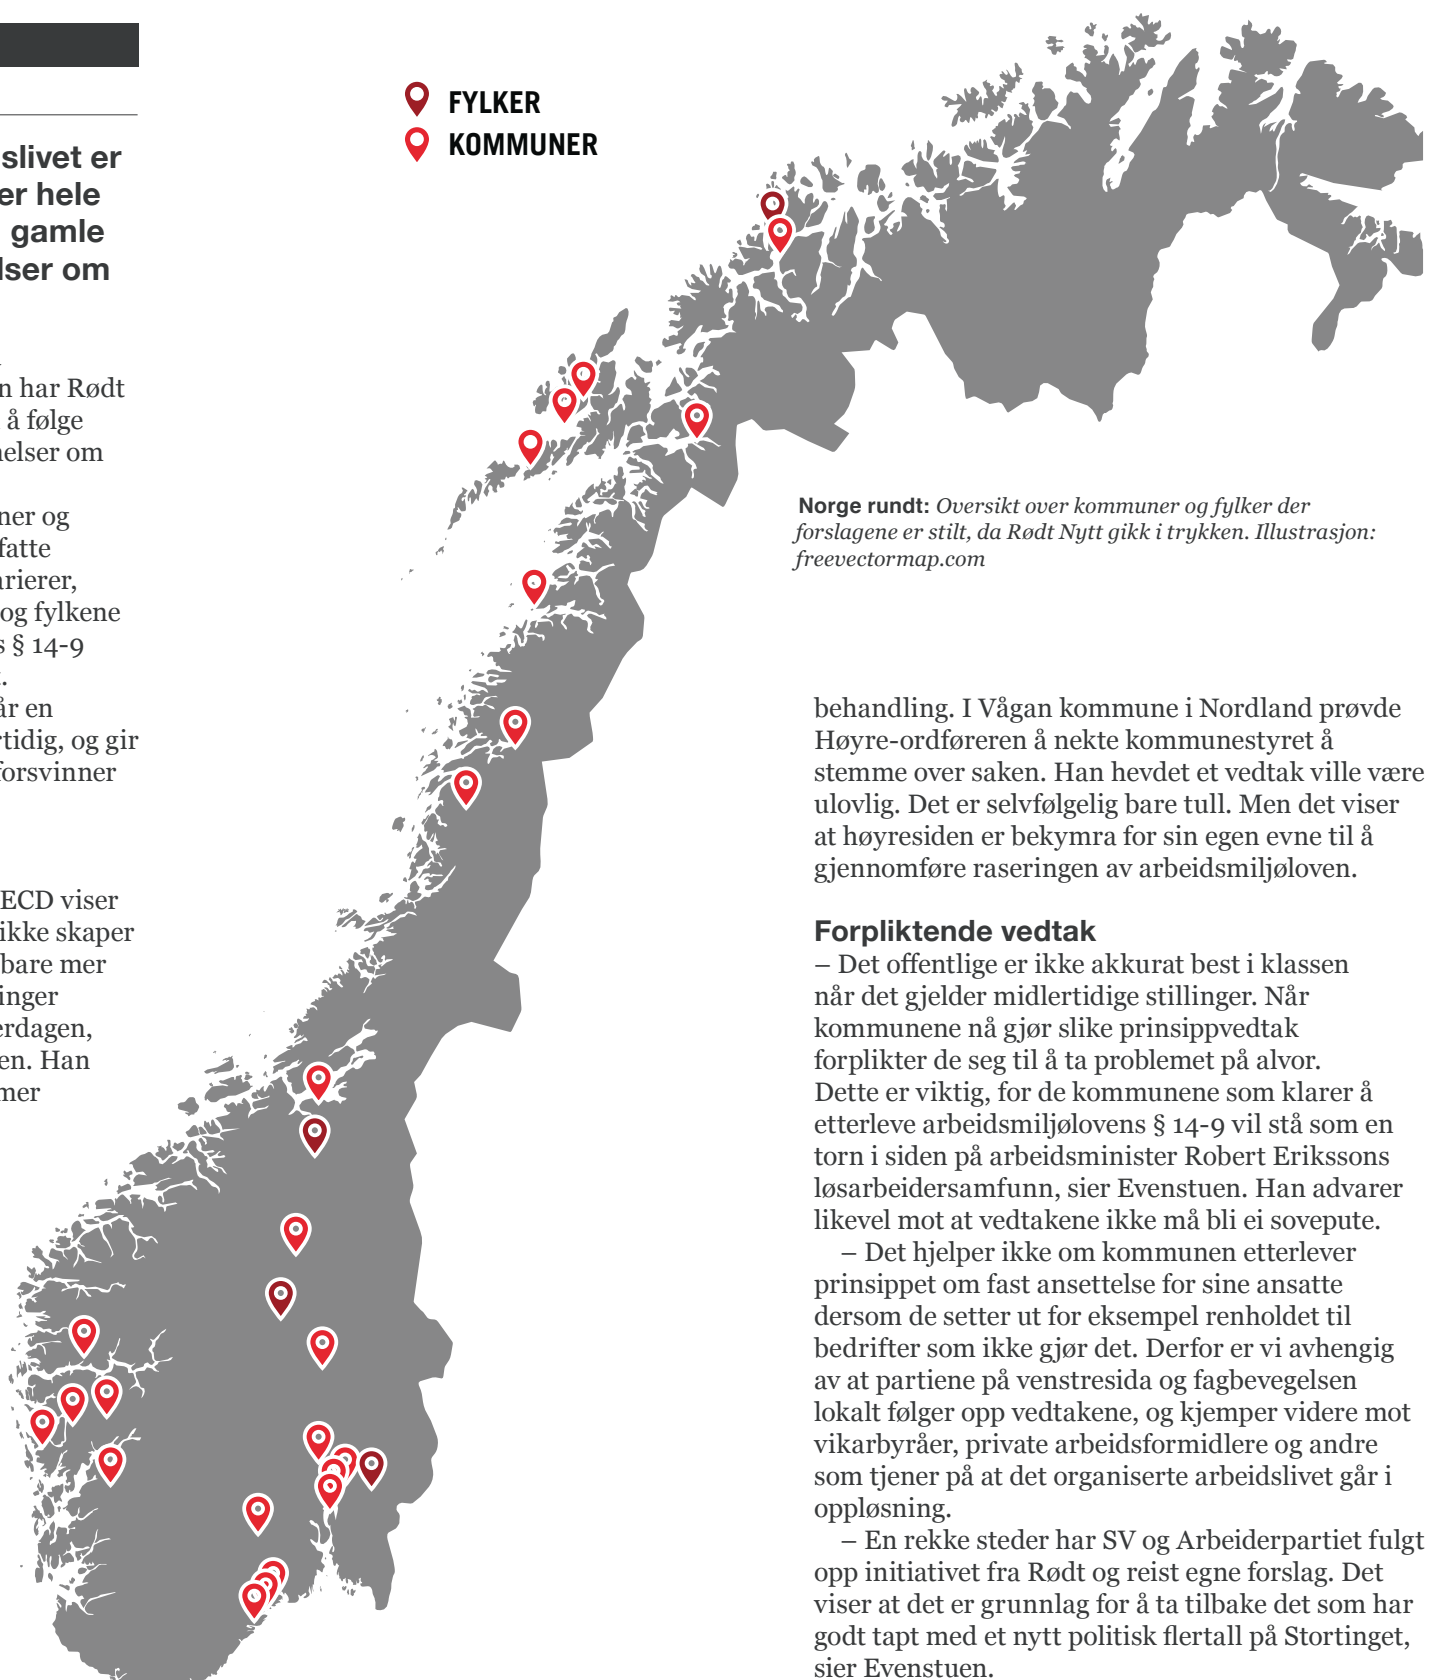 slivet er
er hele
gamle
lser om
n har Rødt
å følge
nelser om
ner og
fatte
arierer,
og fylkene
s § 14-9
år en
rtidig, og gir
forsvinner
ECD viser
ikke skaper
bare mer
inger
erdagen,
en. Han
mer
FYLKER
KOMMUNER
Norge rundt: Oversikt over kommuner og fylker der
forslagene er stilt, da Rødt Nytt gikk i trykken. Illustrasjon:
freevectormap.com
behandling. I Vågan kommune i Nordland prøvde
Høyre-ordføreren å nekte kommunestyret å
stemme over saken. Han hevdet et vedtak ville være
ulovlig. Det er selvfølgelig bare tull. Men det viser
at høyresiden er bekymra for sin egen evne til å
gjennomføre raseringen av arbeidsmiljøloven.
Forpliktende vedtak
– Det offentlige er ikke akkurat best i klassen
når det gjelder midlertidige stillinger. Når
kommunene nå gjør slike prinsippvedtak
forplikter de seg til å ta problemet på alvor.
Dette er viktig, for de kommunene som klarer å
etterleve arbeidsmiljølovens § 14-9 vil stå som en
torn i siden på arbeidsminister Robert Erikssons
løsarbeidersamfunn, sier Evenstuen. Han advarer
likevel mot at vedtakene ikke må bli ei sovepute.
– Det hjelper ikke om kommunen etterlever
prinsippet om fast ansettelse for sine ansatte
dersom de setter ut for eksempel renholdet til
bedrifter som ikke gjør det. Derfor er vi avhengig
av at partiene på venstresida og fagbevegelsen
lokalt følger opp vedtakene, og kjemper videre mot
vikarbyråer, private arbeidsformidlere og andre
som tjener på at det organiserte arbeidslivet går i
oppløsning.
– En rekke steder har SV og Arbeiderpartiet fulgt
opp initiativet fra Rødt og reist egne forslag. Det
viser at det er grunnlag for å ta tilbake det som har
godt tapt med et nytt politisk flertall på Stortinget,
sier Evenstuen.